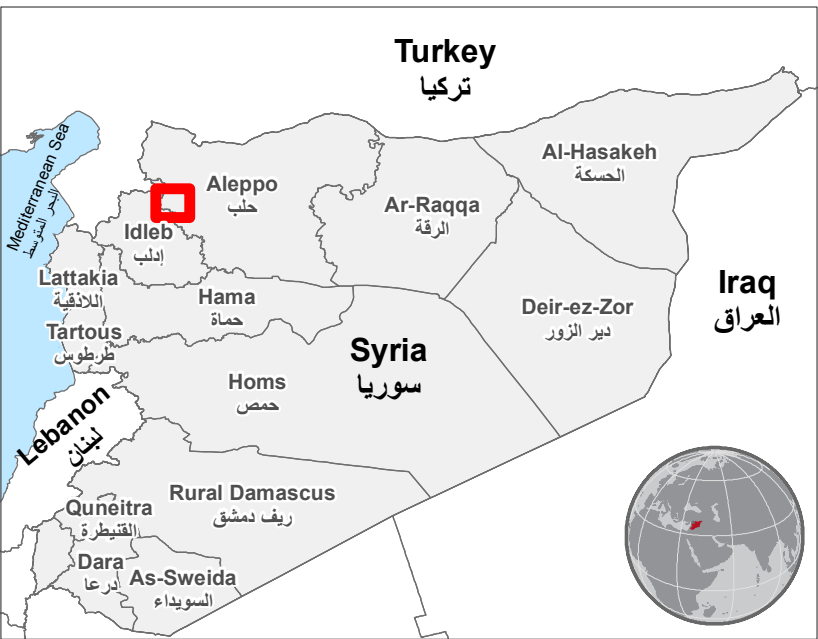 Turkey
تركيا
Mediterranean Sea
البحر المتوسط
Al-Hasakeh
الحسكة
Aleppo
حلب
Ar-Raqqa
الرقة
Idleb
إدلب
Lattakia
اللاذقية
Hama
حماة
Deir-ez-Zor
دير الزور
Iraq
العراق
Tartous
طرطوس
Syria
سوريا
Homs
حمص
Lebanon
لبنان
Rural Damascus
ريف دمشق
Quneitra
القنيطرة
Dara
درعا
As-Sweida
السويداء